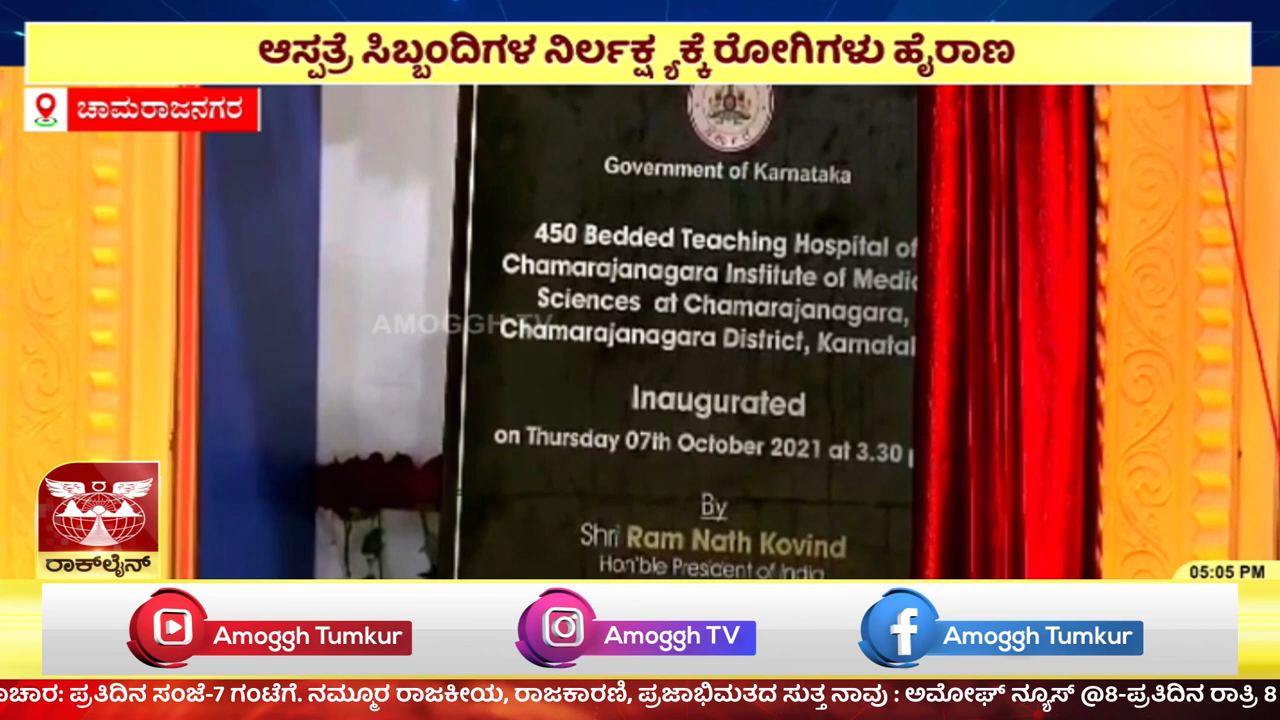 ಆಸ್ಪತ್ರೆ ಸಿಬ್ಬಂದಿಗಳ ನಿರ್ಲಕ್ಷ್ಯಕ್ಕೆ ರೋಗಿಗಳು ಹೈರಾಣ
ಚಾಮರಾಜನಗರ
Government of Karnataka
450 Bedded Teaching Hospital of
Chamarajanagara Institute of Medic
Sciences at Chamarajanagara,
AMOGGH TV
Chamarajanagara District, Karnatak
Inaugurated
on Thursday 07th October 2021 at 3.30
By
Shri Ram Nath Kovind
Hon'ble President of India
ರಾಕ್‌ಲೈನ್
05:05 PM
Amoggh Tumkur
Amoggh TV
Amoggh Tumkur
ಾಚಾರ: ಪ್ರತಿದಿನ ಸಂಜೆ-7 ಗಂಟೆಗೆ. ನಮ್ಮೂರ ರಾಜಕೀಯ, ರಾಜಕಾರಣಿ, ಪ್ರಜಾಭಿಮತದ ಸುತ್ತ ನಾವು : ಅಮೋಘ್ ನ್ಯೂಸ್ @8-ಪ್ರತಿದಿನ ರಾತ್ರಿ 8